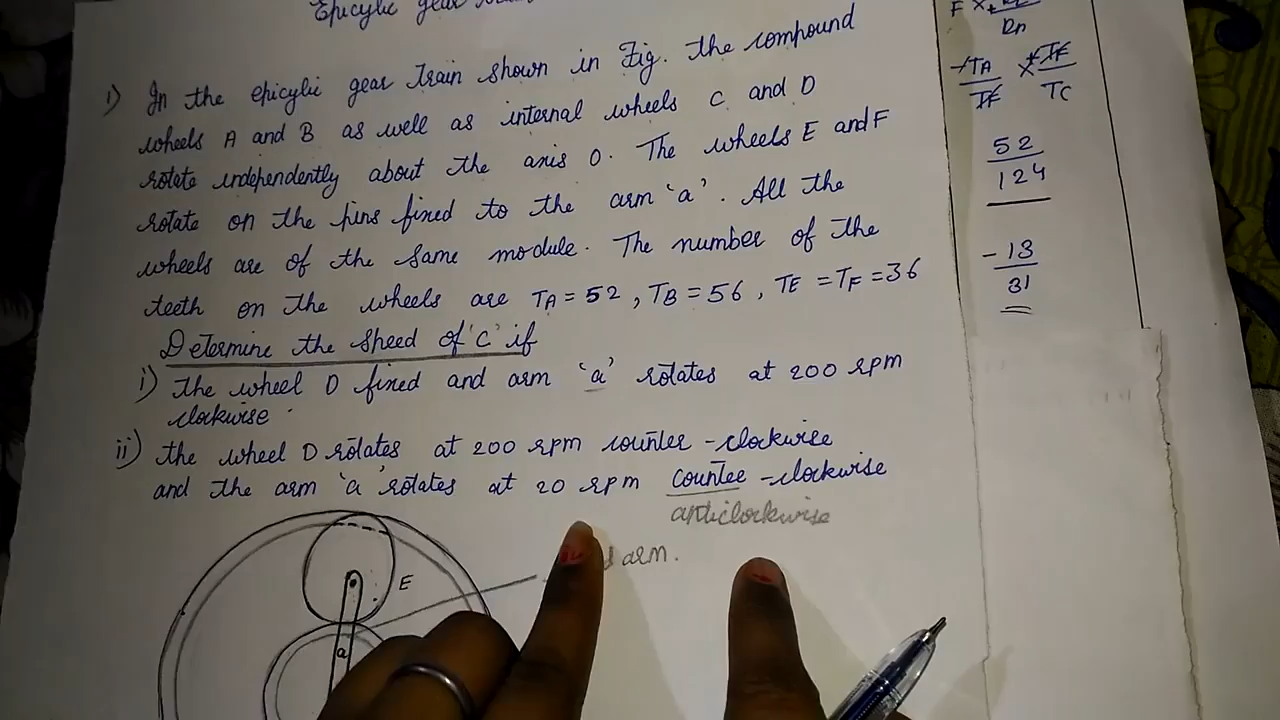 Epicylic gear
i) In the epicylic gear train shown in Fig. the compound
wheels A and B as well as internal wheels C and D
rotate independently about the axis O. The wheels E and F
rotate on the pins fixed to the arm 'a'. All the
wheels are of the same module. The number of the
teeth on the wheels are TA = 52, TB = 56, TE = TF = 36
Determine the speed of 'C' if
i) the wheel D fixed and arm 'a' rotates at 200 rpm
clockwise.
ii) the wheel D rotates at 200 rpm counter-clockwise
and the arm 'a' rotates at 20 rpm countee-clockwise
anticlockwise
arm.
E
a
F ×
-TA/TF × +TF/TC
52
124
-13
31